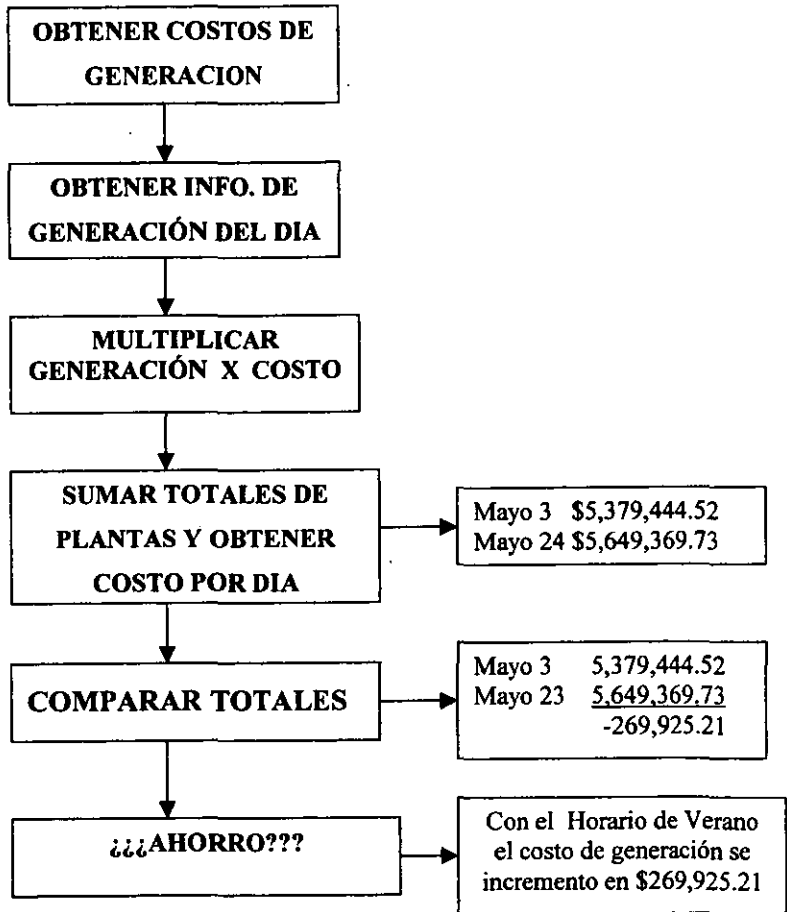 OBTENER COSTOS DE
GENERACION
OBTENER INFO. DE
GENERACIÓN DEL DIA
MULTIPLICAR
GENERACIÓN X COSTO
SUMAR TOTALES DE
PLANTAS Y OBTENER
COSTO POR DIA
Mayo 3 $5,379,444.52
Mayo 24 $5,649,369.73
COMPARAR TOTALES
Mayo 3 5,379,444.52
Mayo 23 5,649,369.73
-269,925.21
¿¿¿AHORRO???
Con el Horario de Verano
el costo de generación se
incremento en $269,925.21